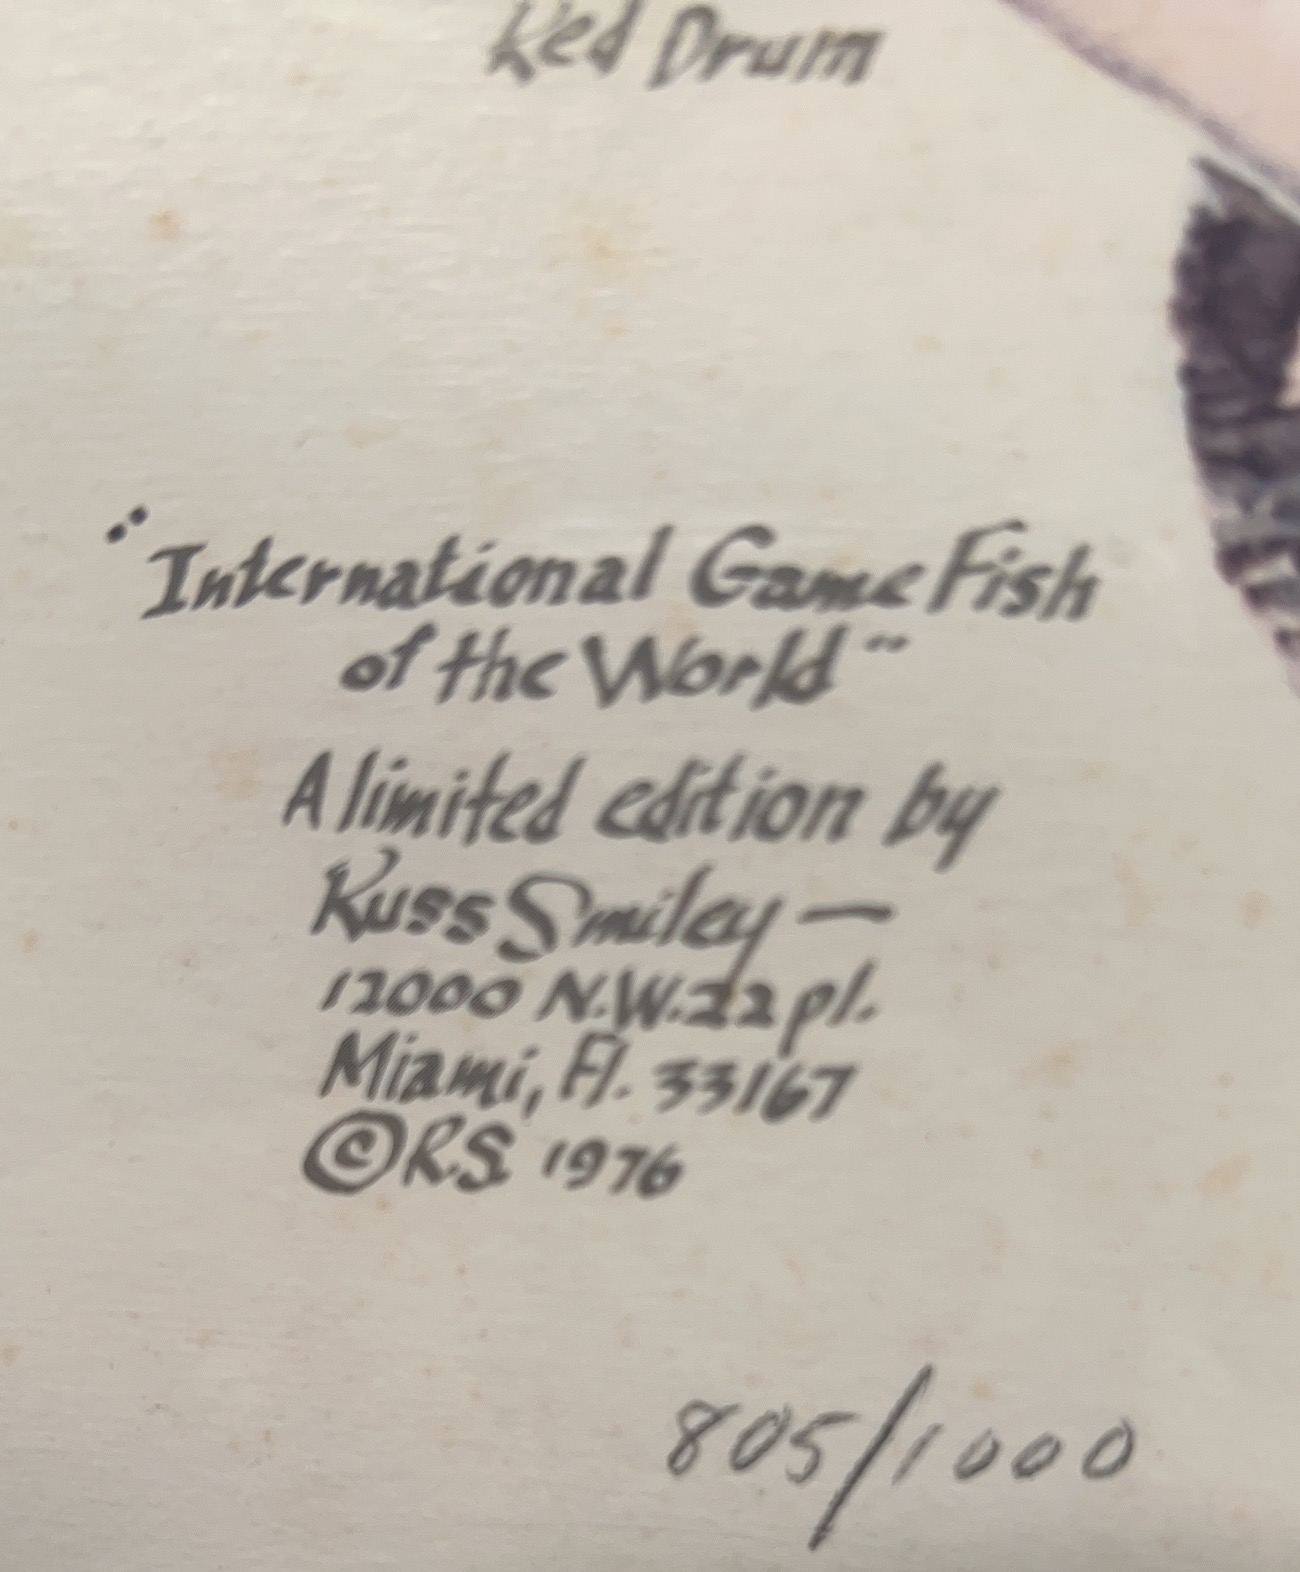 Red Drum
"International Game Fish
of the World"
A limited edition by
Russ Smiley —
12000 N.W. 22 pl.
Miami, Fl. 33167
© R.S. 1976
805/1000